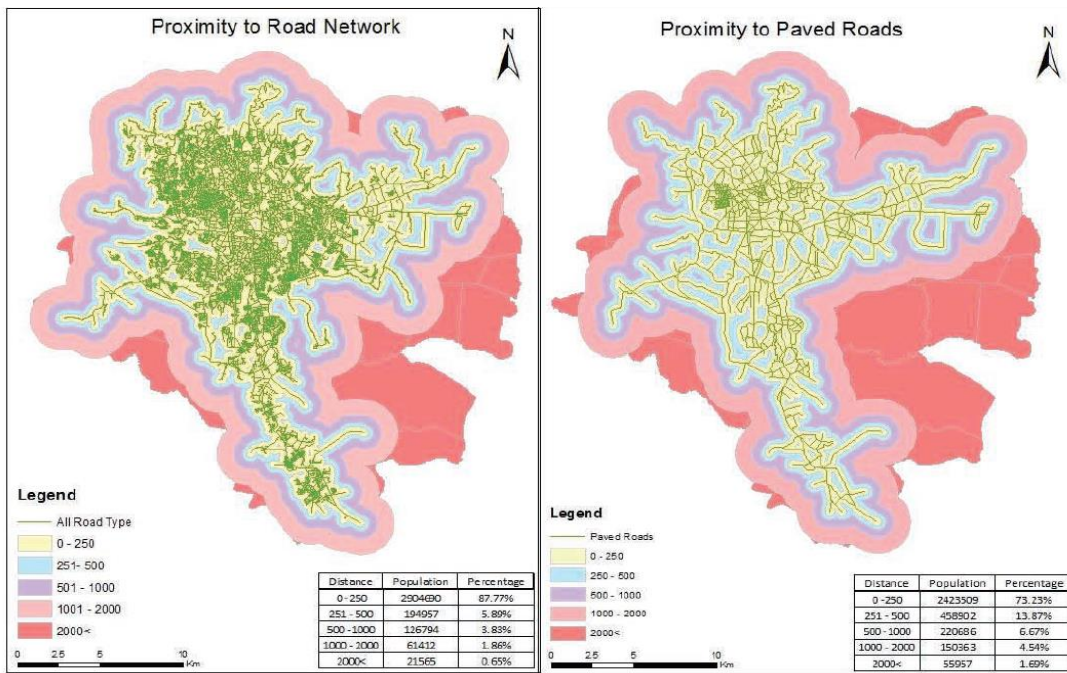 Proximity to Road Network
N
Legend
All Road Type
0 - 250
251- 500
501 - 1000
1001 - 2000
2000<
0 5 10
Km
Distance Population Percentage
0-250 2904690 87.77%
251 - 500 194957 5.89%
500 -1000 126794 3.83%
1000 - 2000 61412 1.86%
2000< 21565 0.65%
Proximity to Paved Roads
N
Legend
Paved Roads
0 - 250
250 - 500
500 - 1000
1000 - 2000
2000<
0 5 10
Km
Distance Population Percentage
0-250 2423509 73.23%
251 - 500 458902 13.87%
500 -1000 220686 6.67%
1000 - 2000 150363 4.54%
2000< 55957 1.69%